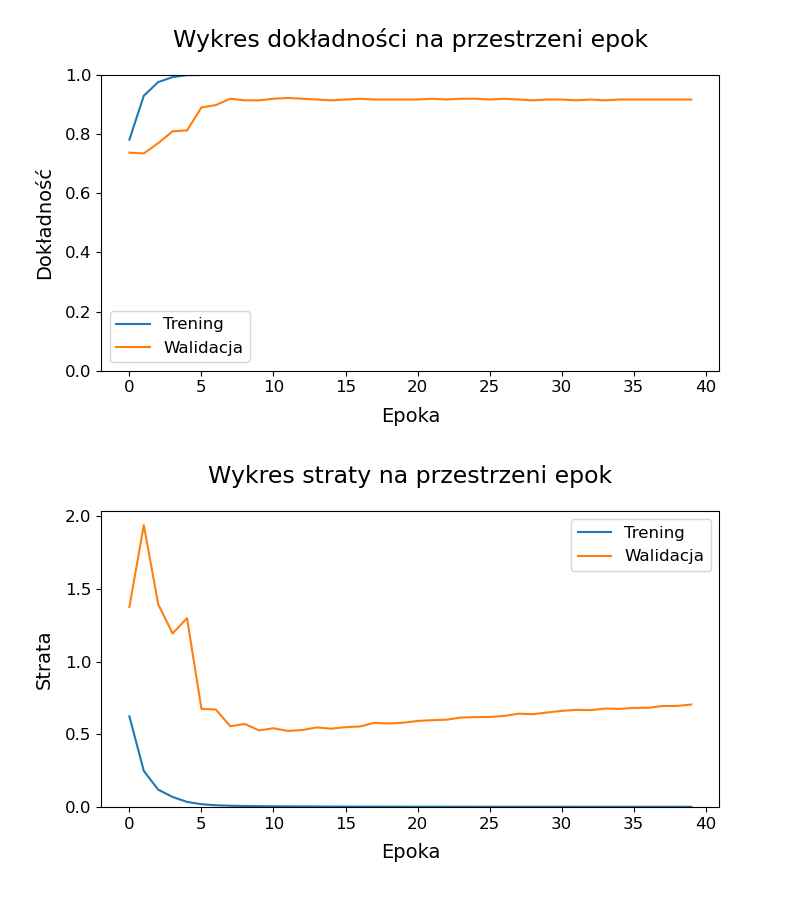 Wykres dokładności na przestrzeni epok
1.0
0.8
0.6
0.4
0.2
0.0
Dokładność
Trening
Walidacja
0 5 10 15 20 25 30 35 40
Epoka
Wykres straty na przestrzeni epok
2.0
1.5
1.0
0.5
0.0
Strata
Trening
Walidacja
0 5 10 15 20 25 30 35 40
Epoka